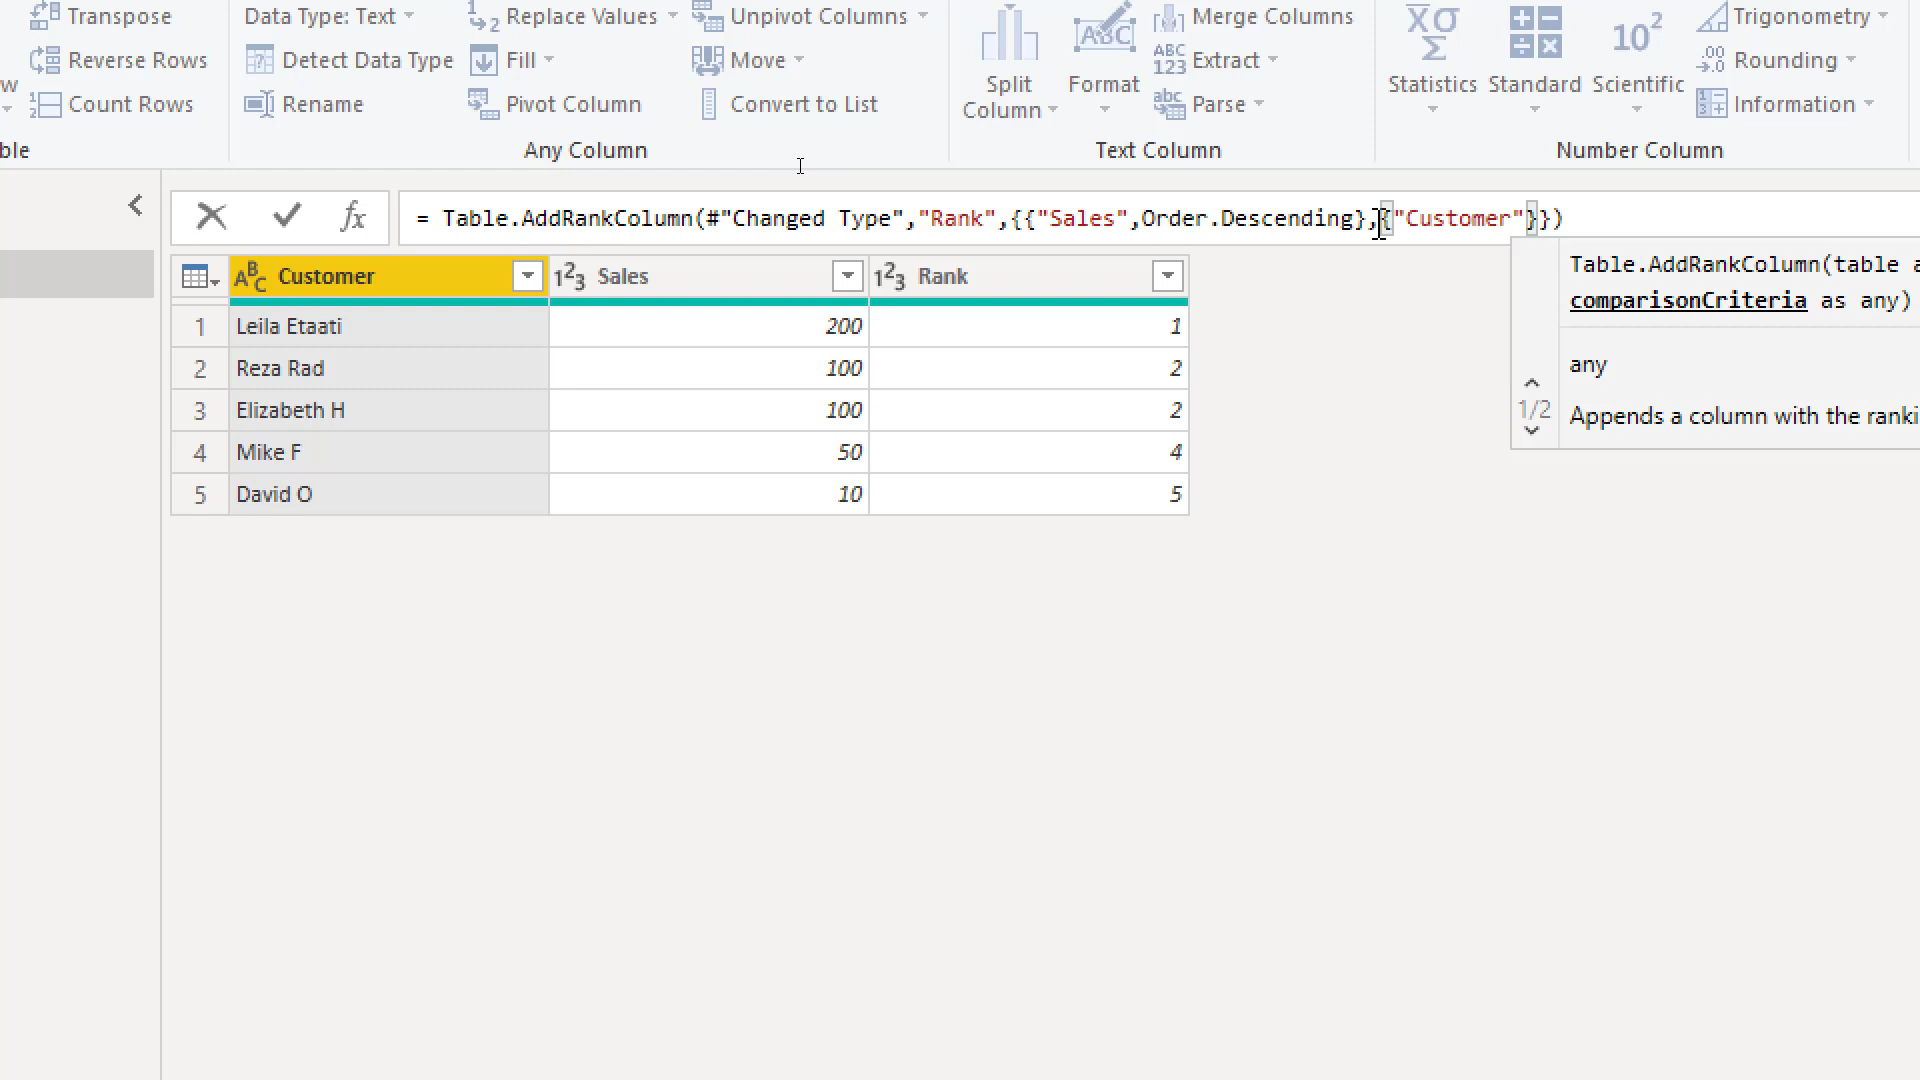 Transpose
Data Type: Text
Replace Values
Unpivot Columns
Merge Columns
Trigonometry
Reverse Rows
Detect Data Type
Fill
Move
Split
Column
Format
Extract
Statistics
Standard
Scientific
Rounding
w
Count Rows
Rename
Pivot Column
Convert to List
Parse
Information
ble
Any Column
Text Column
Number Column
= Table.AddRankColumn(#"Changed Type","Rank",{{"Sales",Order.Descending},{"Customer"}})
Customer
Sales
Rank
1 Leila Etaati 200 1
2 Reza Rad 100 2
3 Elizabeth H 100 2
4 Mike F 50 4
5 David O 10 5
Table.AddRankColumn(table a
comparisonCriteria as any)
any
1/2
Appends a column with the ranki